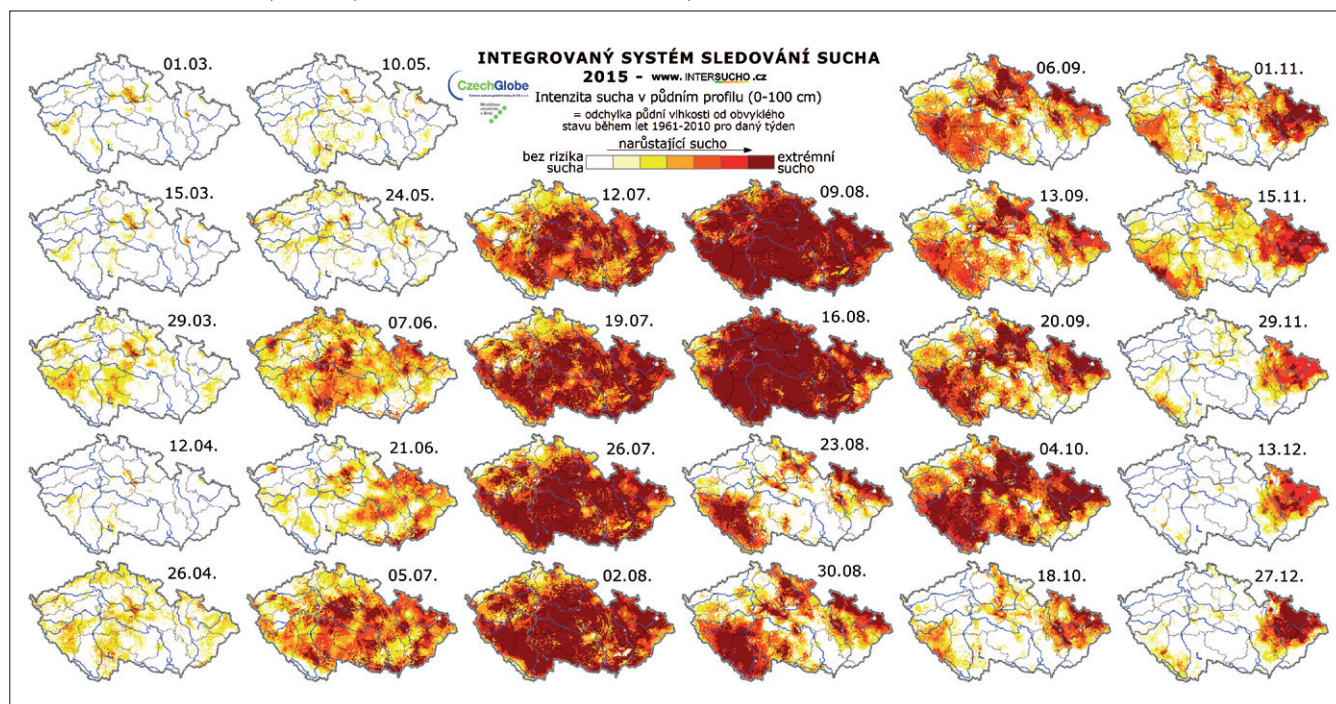 INTEGROVANÝ SYSTÉM SLEDOVÁNÍ SUCHA
2015 - www.INTERSUCHO.cz
CzechGlobe
Mendelova
univerzita
v Brně
Intenzita sucha v půdním profilu (0-100 cm)
= odchylka půdní vlhkosti od obvyklého
stavu během let 1961-2010 pro daný týden
narůstající sucho
bez rizika
sucha
extrémní
sucho
01.03.
15.03.
29.03.
12.04.
26.04.
10.05.
24.05.
07.06.
21.06.
05.07.
12.07.
19.07.
26.07.
02.08.
09.08.
16.08.
23.08.
30.08.
06.09.
13.09.
20.09.
04.10.
18.10.
01.11.
15.11.
29.11.
13.12.
27.12.